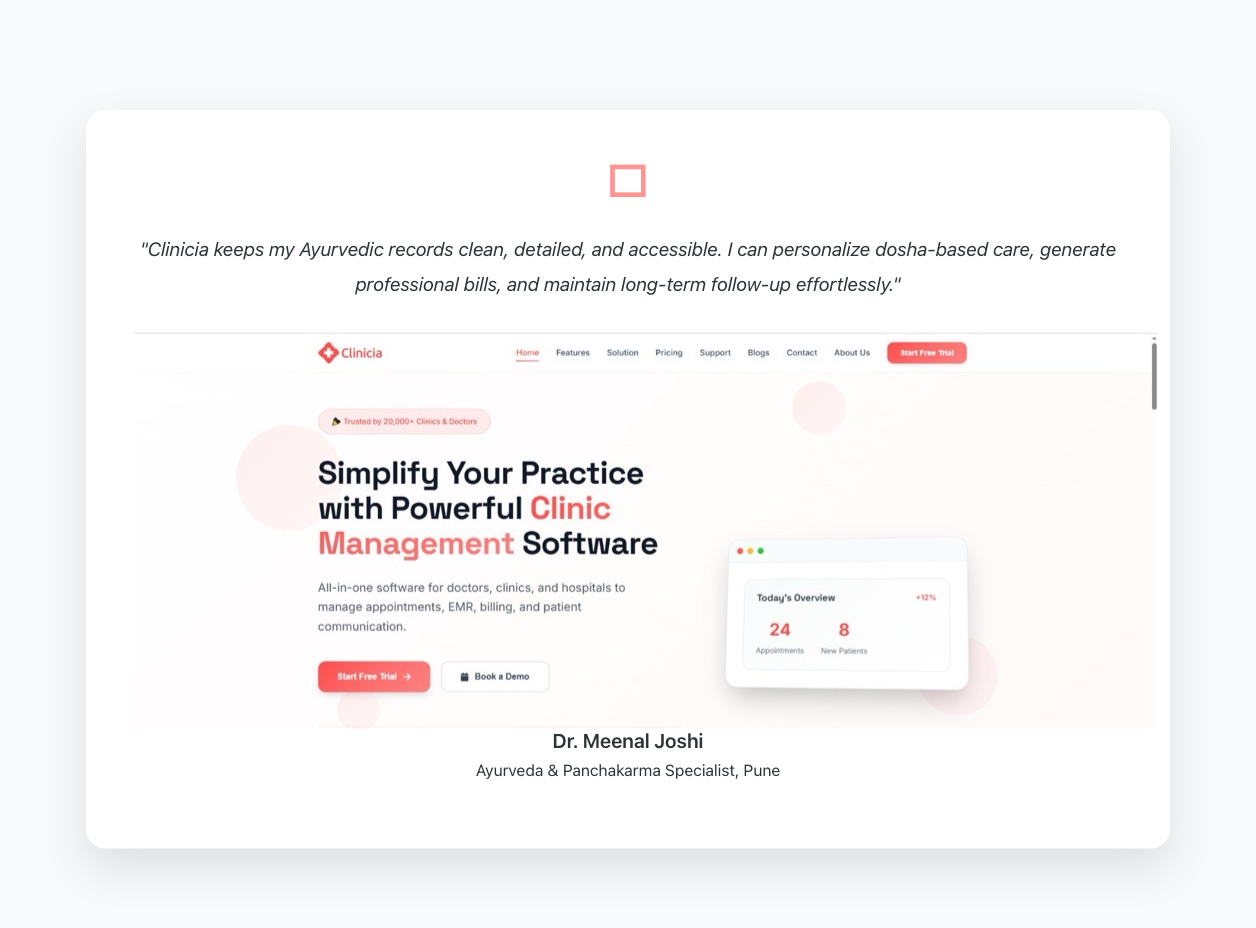 "Clinicia keeps my Ayurvedic records clean, detailed, and accessible. I can personalize dosha-based care, generate
professional bills, and maintain long-term follow-up effortlessly."
Clinicia
Home Features Solution Pricing Support Blogs Contact About Us Start Free Trial
Trusted by 20,000+ Clinics & Doctors
Simplify Your Practice
with Powerful Clinic
Management Software
All-in-one software for doctors, clinics, and hospitals to
manage appointments, EMR, billing, and patient
communication.
Start Free Trial → Book a Demo
Today's Overview +12%
24 8
Appointments New Patients
Dr. Meenal Joshi
Ayurveda & Panchakarma Specialist, Pune